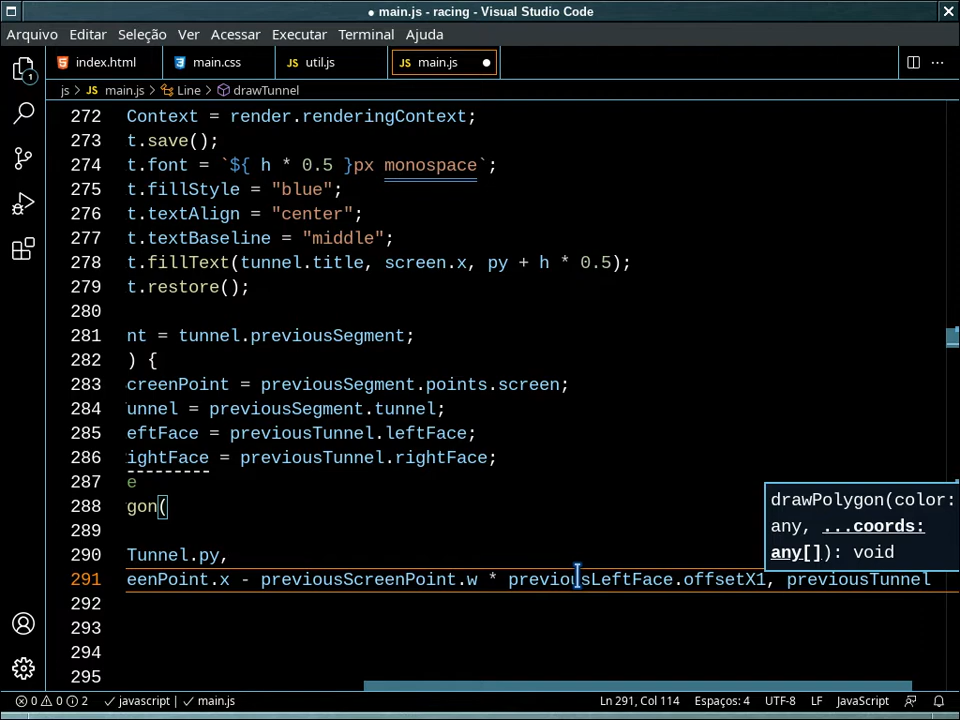 main.js - racing - Visual Studio Code
Arquivo Editar Seleção Ver Acessar Executar Terminal Ajuda
index.html main.css JS util.js JS main.js
js > JS main.js > Line > drawTunnel
272 Context = render.renderingContext;
273 t.save();
274 t.font = `${ h * 0.5 }px monospace`;
275 t.fillStyle = "blue";
276 t.textAlign = "center";
277 t.textBaseline = "middle";
278 t.fillText(tunnel.title, screen.x, py + h * 0.5);
279 t.restore();
280
281 nt = tunnel.previousSegment;
282 ) {
283 creenPoint = previousSegment.points.screen;
284 unnel = previousSegment.tunnel;
285 eftFace = previousTunnel.leftFace;
286 ightFace = previousTunnel.rightFace;
287 e
288 gon(
289
290 Tunnel.py,
291 eenPoint.x - previousScreenPoint.w * previousLeftFace.offsetX1, previousTunnel
292
293
294
295
drawPolygon(color:
any, ...coords:
any[]): void
1
0 0 2 javascript main.js Ln 291, Col 114 Espaços: 4 UTF-8 LF JavaScript